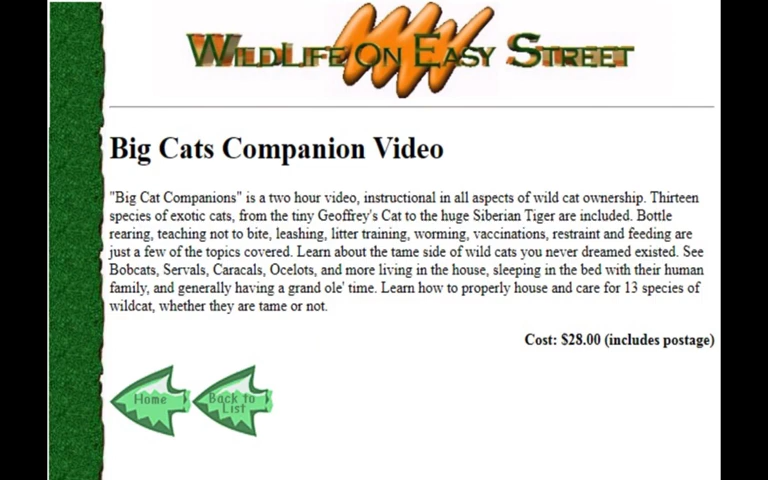 WILDLIFE ON EASY STREET
Big Cats Companion Video
"Big Cat Companions" is a two hour video, instructional in all aspects of wild cat ownership. Thirteen
species of exotic cats, from the tiny Geoffrey's Cat to the huge Siberian Tiger are included. Bottle
rearing, teaching not to bite, leashing, litter training, worming, vaccinations, restraint and feeding are
just a few of the topics covered. Learn about the tame side of wild cats you never dreamed existed. See
Bobcats, Servals, Caracals, Ocelots, and more living in the house, sleeping in the bed with their human
family, and generally having a grand ole' time. Learn how to properly house and care for 13 species of
wildcat, whether they are tame or not.
Cost: $28.00 (includes postage)
Home
Back to
List